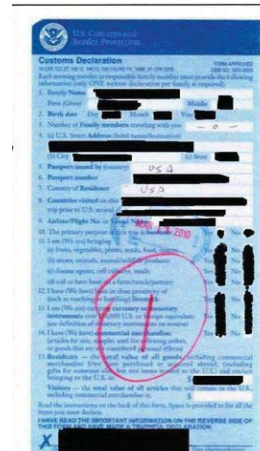 U.S. Customs and
Border Protection
Customs Declaration
FORM APPROVED
OMB NO. 1651-0009
Each arriving traveler or responsible family member must provide the following
information (only ONE written declaration per family is required):
1. Family Name
First (Given) Middle
2. Birth date Day Month Year
3. Number of Family members traveling with you - 0 -
4. (a) U.S. Street Address (hotel name/destination)
(b) City (c) State
5. Passport issued by (country) USA
6. Passport number
7. Country of Residence USA
8. Countries visited on this
trip prior to U.S. arrival
9. Airline/Flight No. or Vessel Name
2010
10. The primary purpose of this trip is business: Yes No
11. I am (We are) bringing
(a) fruits, vegetables, plants, seeds, food, insects: Yes No
(b) meats, animals, animal/wildlife products: Yes No
(c) disease agents, cell cultures, snails: Yes No
(d) soil or have been on a farm/ranch/pasture: Yes No
12. I have (We have) been in close proximity of
(such as touching or handling) livestock: Yes No
13. I am (We are) carrying currency or monetary
instruments over $10,000 U.S. or foreign equivalent:
(see definition of monetary instruments on reverse)
14. I have (We have) commercial merchandise:
(articles for sale, samples used for soliciting orders,
or goods that are not considered personal effects)
15. Residents — the total value of all goods, including commercial
merchandise I/we have purchased or acquired abroad, (including
gifts for someone else, but not items mailed to the U.S.) and am/are
bringing to the U.S. is: $
Visitors — the total value of all articles that will remain in the U.S.,
including commercial merchandise is: $
Read the instructions on the back of this form. Space is provided to list all the
items you must declare.
I HAVE READ THE IMPORTANT INFORMATION ON THE REVERSE SIDE OF
THIS FORM AND HAVE MADE A TRUTHFUL DECLARATION.
X